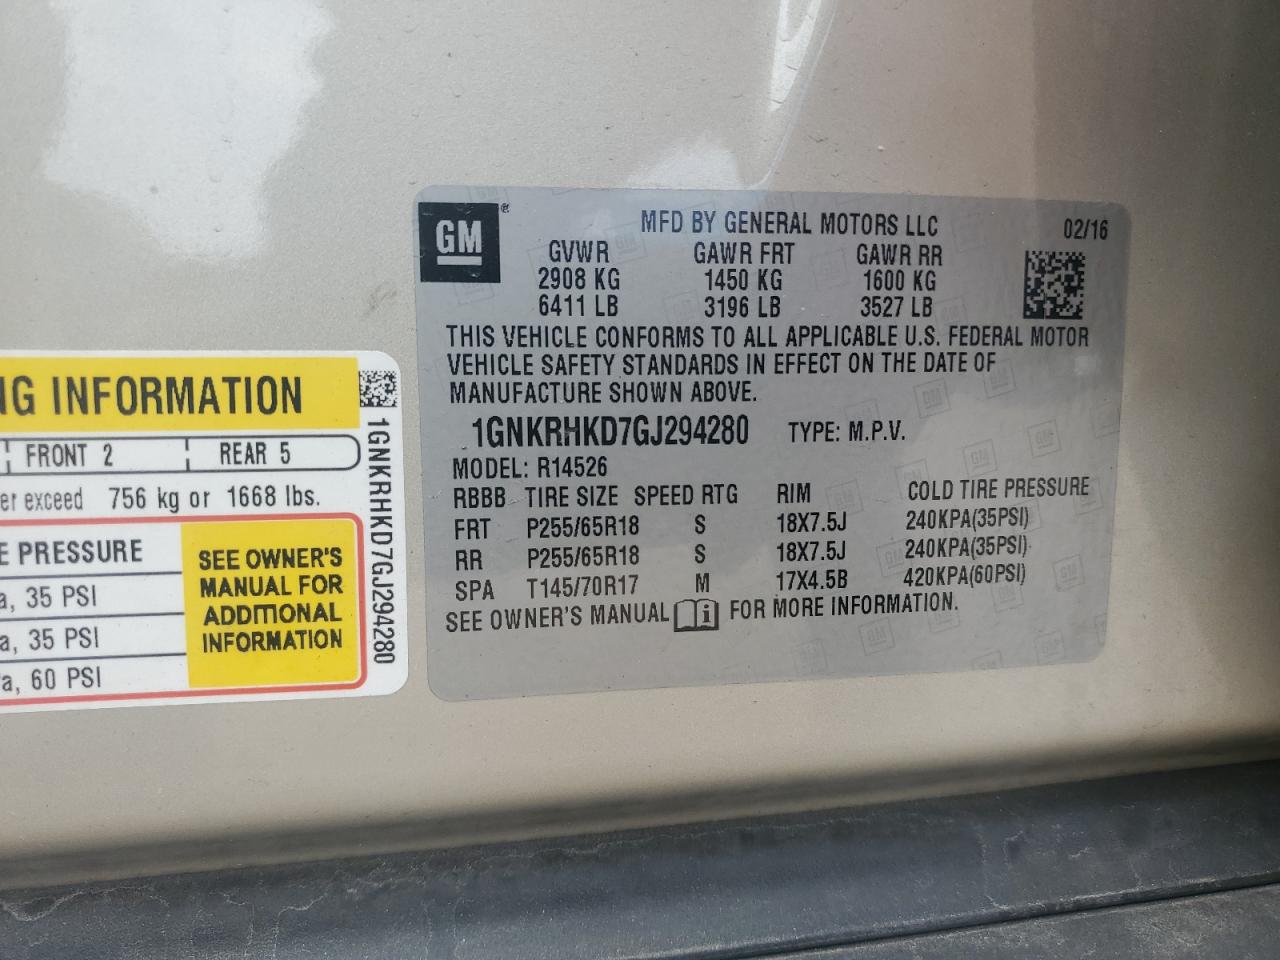 GM®
MFD BY GENERAL MOTORS LLC 02/16
GVWR GAWR FRT GAWR RR
2908 KG 1450 KG 1600 KG
6411 LB 3196 LB 3527 LB
THIS VEHICLE CONFORMS TO ALL APPLICABLE U.S. FEDERAL MOTOR
VEHICLE SAFETY STANDARDS IN EFFECT ON THE DATE OF
MANUFACTURE SHOWN ABOVE.
1GNKRHKD7GJ294280 TYPE: M.P.V.
MODEL: R14526
RBBB TIRE SIZE SPEED RTG RIM COLD TIRE PRESSURE
FRT P255/65R18 S 18X7.5J 240KPA(35PSI)
RR P255/65R18 S 18X7.5J 240KPA(35PSI)
SPA T145/70R17 M 17X4.5B 420KPA(60PSI)
SEE OWNER'S MANUAL i FOR MORE INFORMATION.
NG INFORMATION
FRONT 2 REAR 5
er exceed 756 kg or 1668 lbs.
E PRESSURE
a, 35 PSI
a, 35 PSI
a, 60 PSI
SEE OWNER'S
MANUAL FOR
ADDITIONAL
INFORMATION
1GNKRHKD7GJ294280